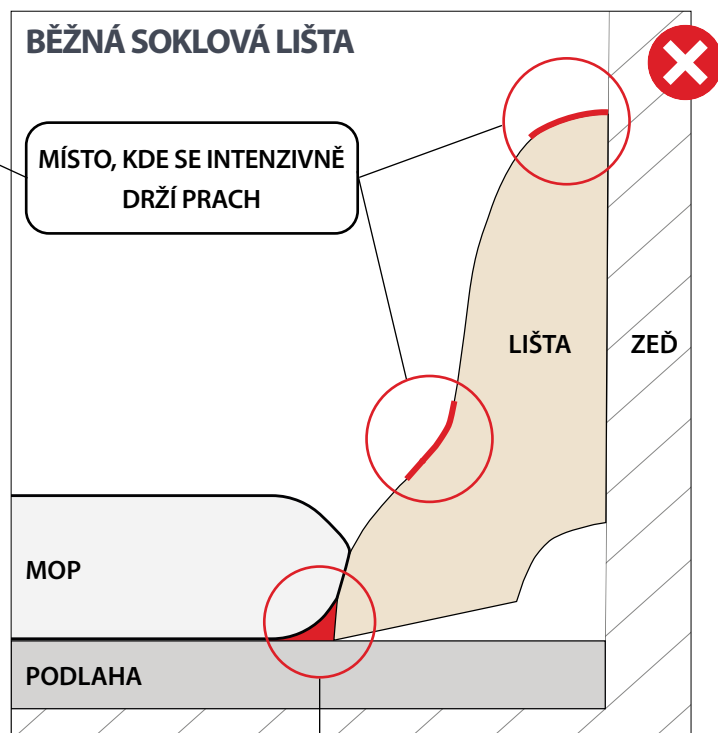 BĚŽNÁ SOKLOVÁ LIŠTA
MÍSTO, KDE SE INTENZIVNĚ
DRŽÍ PRACH
LIŠTA
ZEĎ
MOP
PODLAHA